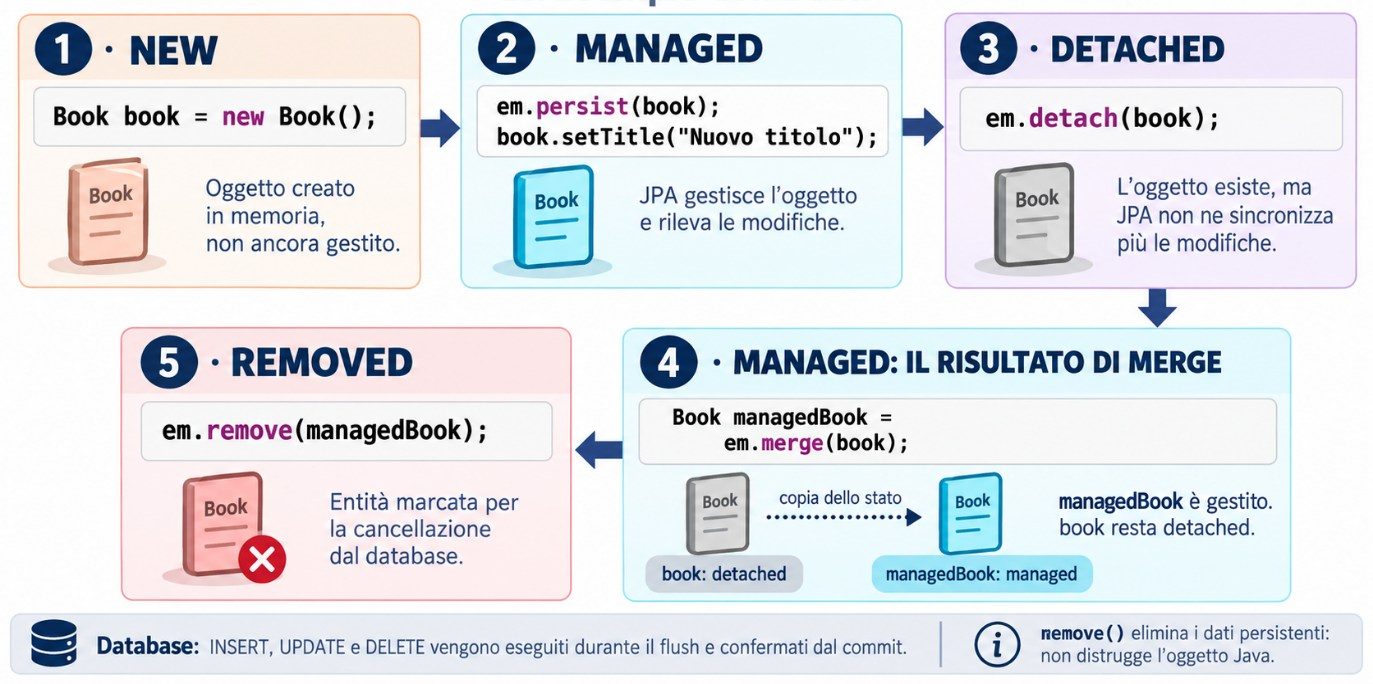 1 · NEW
Book book = new Book();
Book
Oggetto creato
in memoria,
non ancora gestito.
2 · MANAGED
em.persist(book);
book.setTitle("Nuovo titolo");
Book
JPA gestisce l'oggetto
e rileva le modifiche.
3 · DETACHED
em.detach(book);
Book
L'oggetto esiste, ma
JPA non ne sincronizza
più le modifiche.
4 · MANAGED: IL RISULTATO DI MERGE
Book managedBook =
em.merge(book);
Book
copia dello stato
Book
book: detached
managedBook: managed
managedBook è gestito.
book resta detached.
5 · REMOVED
em.remove(managedBook);
Book
Entità marcata per
la cancellazione
dal database.
Database: INSERT, UPDATE e DELETE vengono eseguiti durante il flush e confermati dal commit.
i
remove() elimina i dati persistenti:
non distrugge l'oggetto Java.